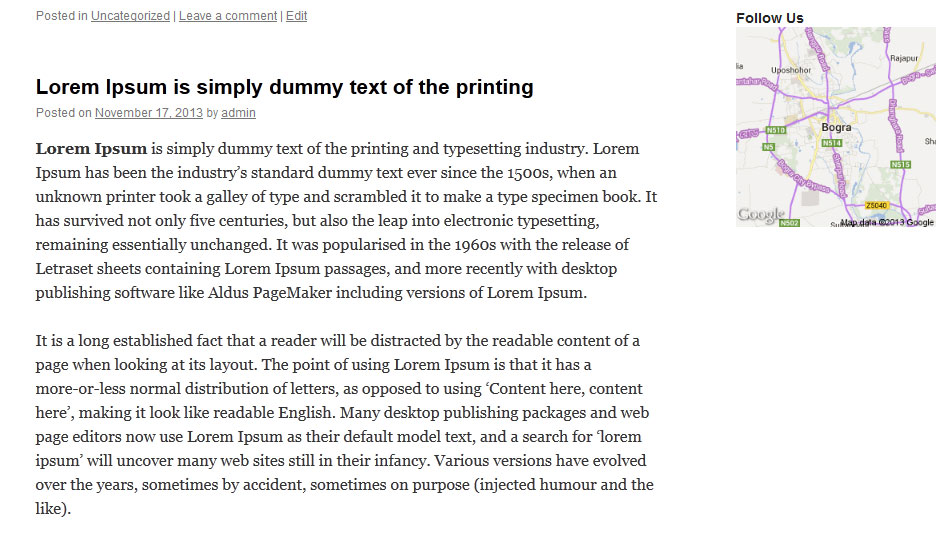 Posted in Uncategorized | Leave a comment | Edit
Lorem Ipsum is simply dummy text of the printing
Posted on November 17, 2013 by admin
Lorem Ipsum is simply dummy text of the printing and typesetting industry. Lorem
Ipsum has been the industry’s standard dummy text ever since the 1500s, when an
unknown printer took a galley of type and scrambled it to make a type specimen book. It
has survived not only five centuries, but also the leap into electronic typesetting,
remaining essentially unchanged. It was popularised in the 1960s with the release of
Letraset sheets containing Lorem Ipsum passages, and more recently with desktop
publishing software like Aldus PageMaker including versions of Lorem Ipsum.
It is a long established fact that a reader will be distracted by the readable content of a
page when looking at its layout. The point of using Lorem Ipsum is that it has a
more-or-less normal distribution of letters, as opposed to using ‘Content here, content
here’, making it look like readable English. Many desktop publishing packages and web
page editors now use Lorem Ipsum as their default model text, and a search for ‘lorem
ipsum’ will uncover many web sites still in their infancy. Various versions have evolved
over the years, sometimes by accident, sometimes on purpose (injected humour and the
like).
Follow Us
Rajapur
Uposhohor
N510
Bogra
N5
N514
N515
Bogra City Bypass
Z5040
Google
N502
Map data ©2013 Google